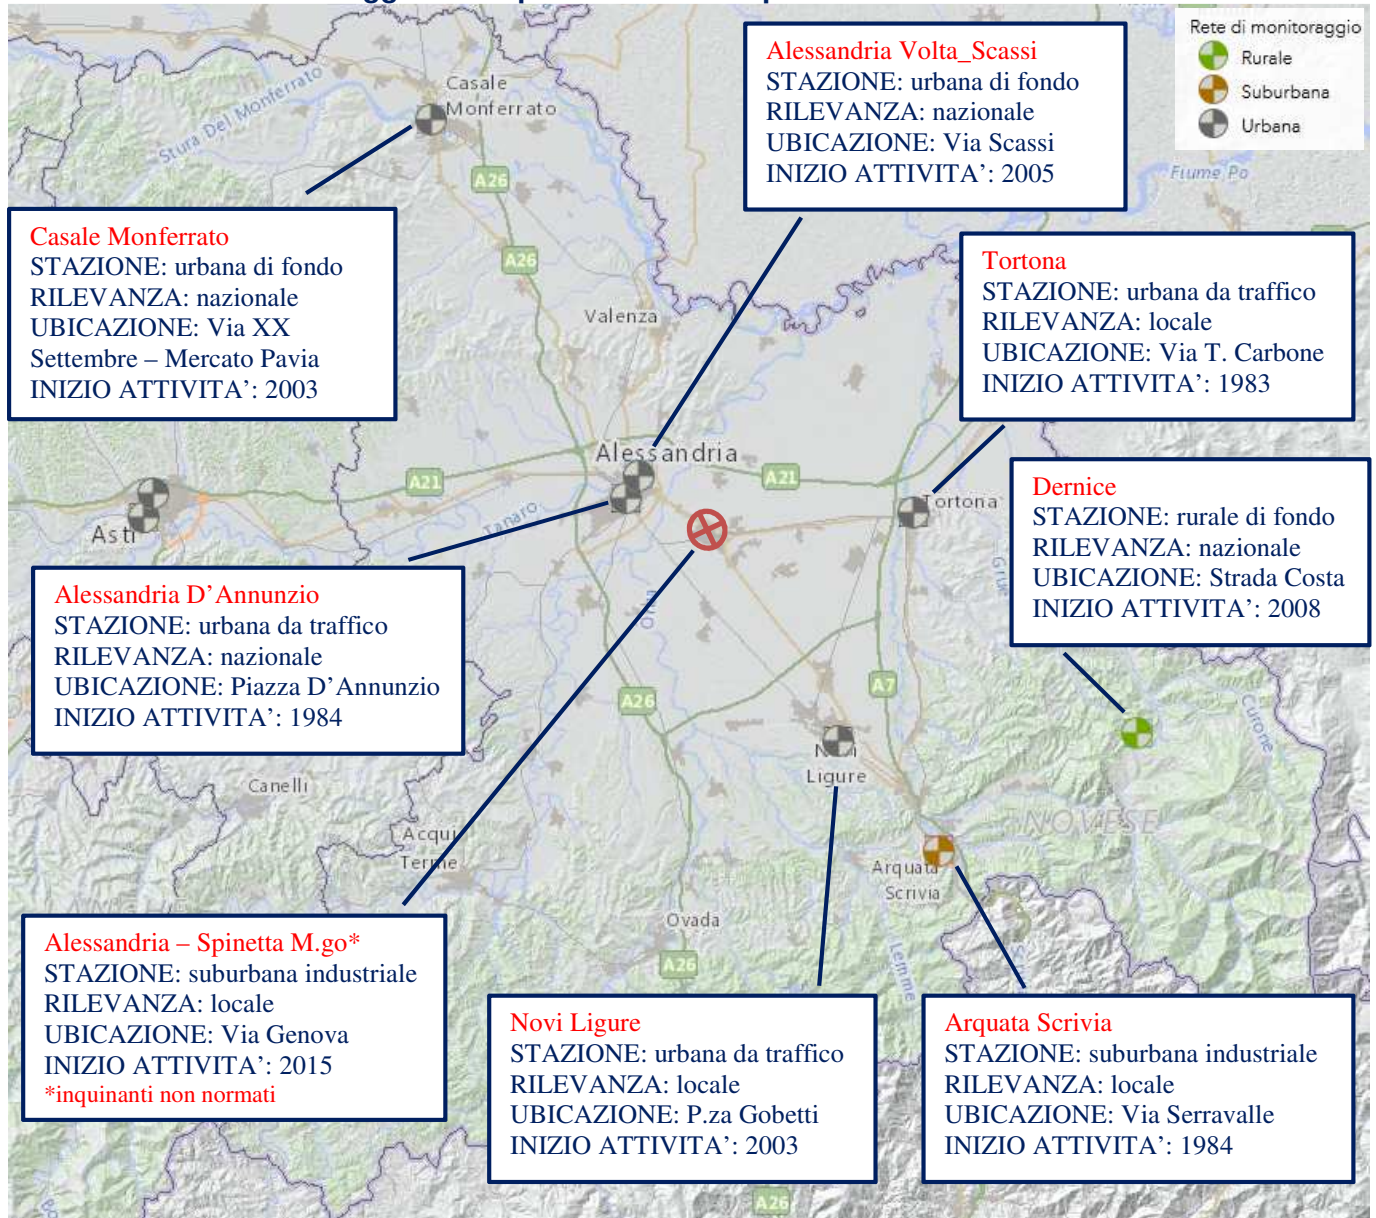 Rete di monitoraggio
Rurale
Suburbana
Urbana
Alessandria Volta_Scassi
STAZIONE: urbana di fondo
RILEVANZA: nazionale
UBICAZIONE: Via Scassi
INIZIO ATTIVITA’: 2005
Casale
Monferrato
Stura Del Monferrato
A26
Fiume Po
Casale Monferrato
STAZIONE: urbana di fondo
RILEVANZA: nazionale
UBICAZIONE: Via XX
Settembre – Mercato Pavia
INIZIO ATTIVITA’: 2003
A26
Valenza
Tortona
STAZIONE: urbana da traffico
RILEVANZA: locale
UBICAZIONE: Via T. Carbone
INIZIO ATTIVITA’: 1983
Alessandria
A21
A21
Tanaro
Asti
Tortona
Dernice
STAZIONE: rurale di fondo
RILEVANZA: nazionale
UBICAZIONE: Strada Costa
INIZIO ATTIVITA’: 2008
Alessandria D’Annunzio
STAZIONE: urbana da traffico
RILEVANZA: nazionale
UBICAZIONE: Piazza D’Annunzio
INIZIO ATTIVITA’: 1984
A26
A7
Curone
Ligure
Canelli
Acqui
Terme
NOVESE
Arquata
Scrivia
Ovada
A26
Lemme
Alessandria – Spinetta M.go*
STAZIONE: suburbana industriale
RILEVANZA: locale
UBICAZIONE: Via Genova
INIZIO ATTIVITA’: 2015
*inquinanti non normati
Novi Ligure
STAZIONE: urbana da traffico
RILEVANZA: locale
UBICAZIONE: P.za Gobetti
INIZIO ATTIVITA’: 2003
Arquata Scrivia
STAZIONE: suburbana industriale
RILEVANZA: locale
UBICAZIONE: Via Serravalle
INIZIO ATTIVITA’: 1984
A26